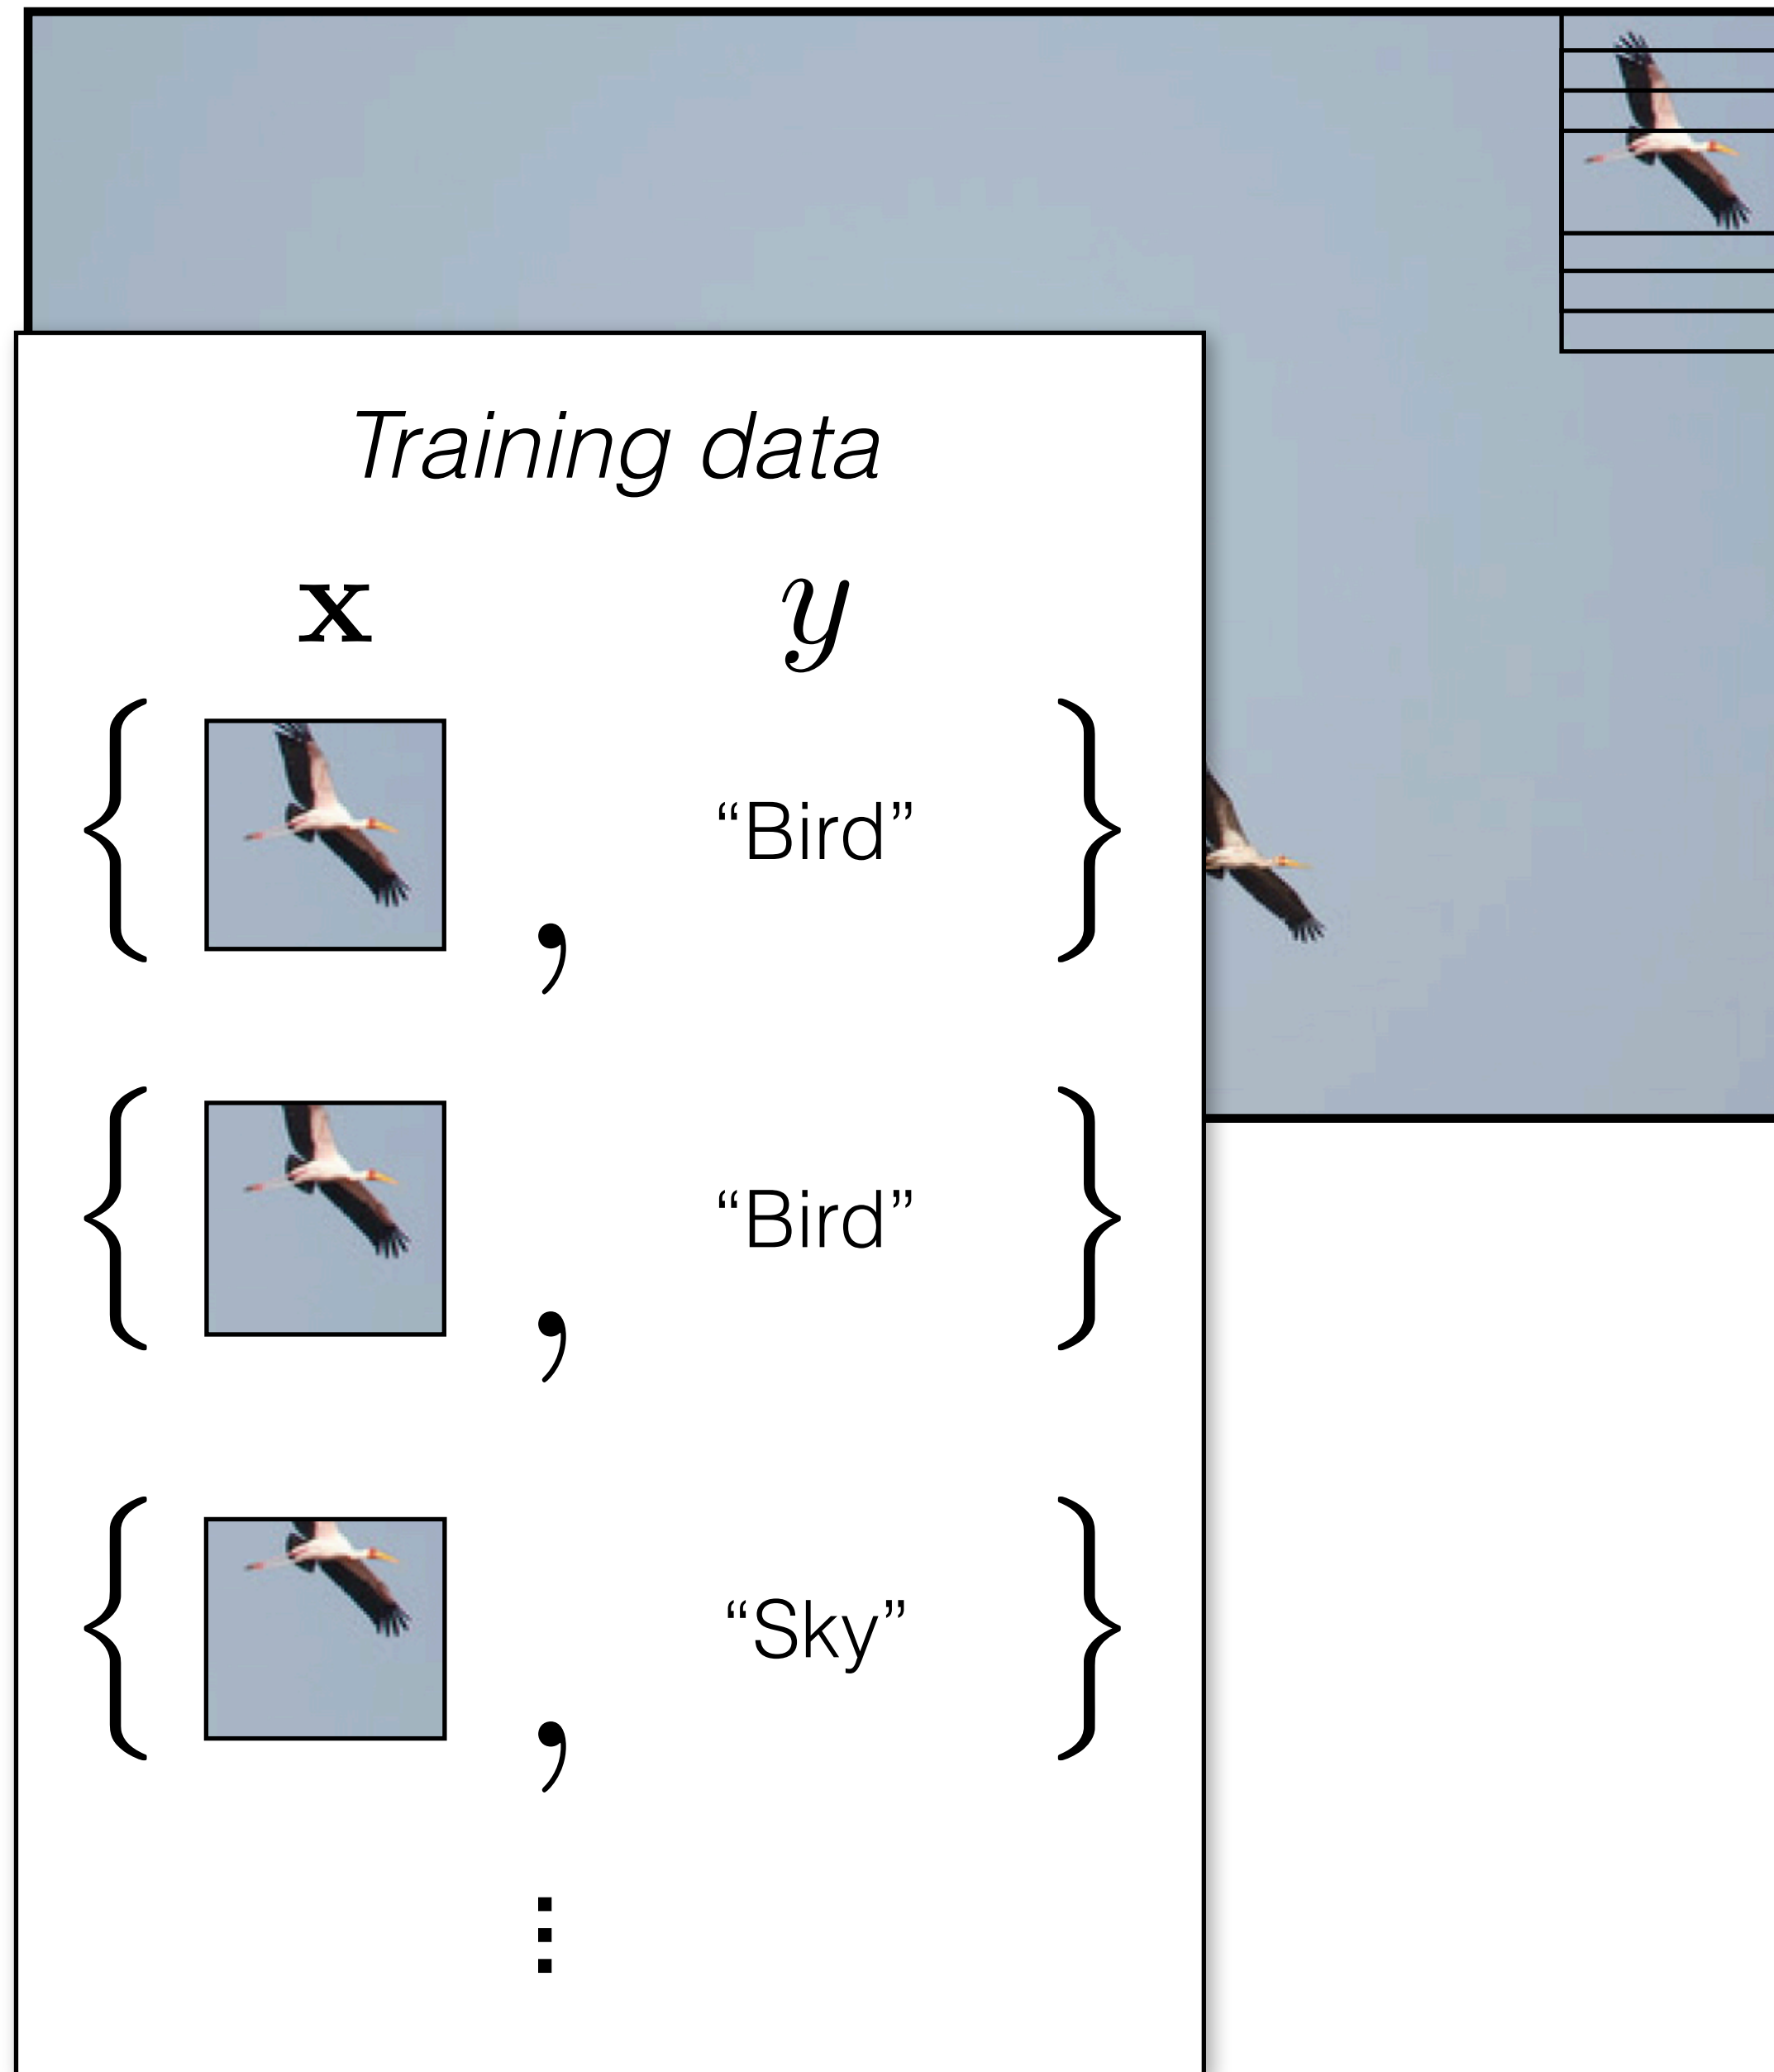 Training data
x y
{ , “Bird” }
{ , “Bird” }
{ , “Sky” }
⋮